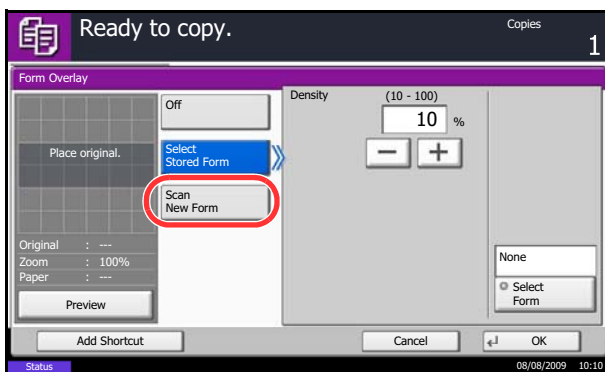 Ready to copy.
Copies
1
Form Overlay
Place original.
Original : ---
Zoom : 100%
Paper : ---
Preview
Off
Select
Stored Form
Scan
New Form
Density
(10 - 100)
10 %
None
Select
Form
Add Shortcut
Cancel
OK
Status
08/08/2009 10:10